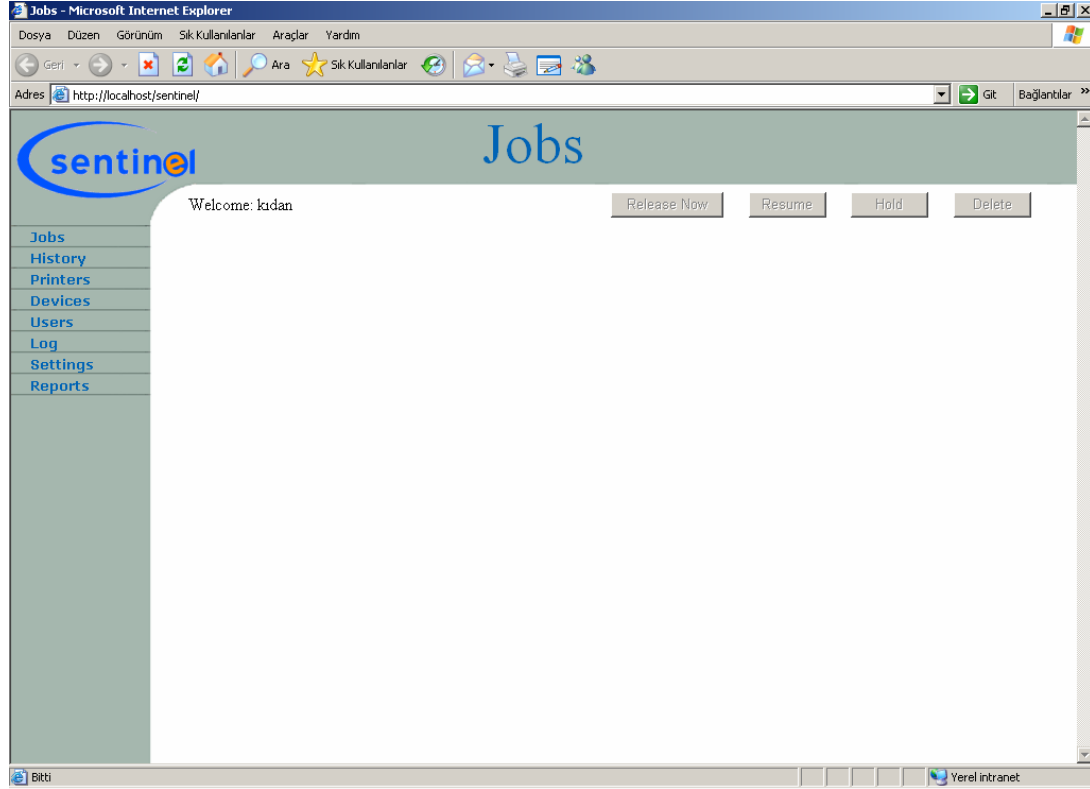 Jobs - Microsoft Internet Explorer
Dosya Düzen Görünüm Sık Kullanılanlar Araçlar Yardım
Geri Ara Sık Kullanılanlar
Adres http://localhost/sentinel/ Git Bağlantılar »
sentinel
Jobs
Welcome: kıdan Release Now Resume Hold Delete
Jobs
History
Printers
Devices
Users
Log
Settings
Reports
Bitti Yerel intranet